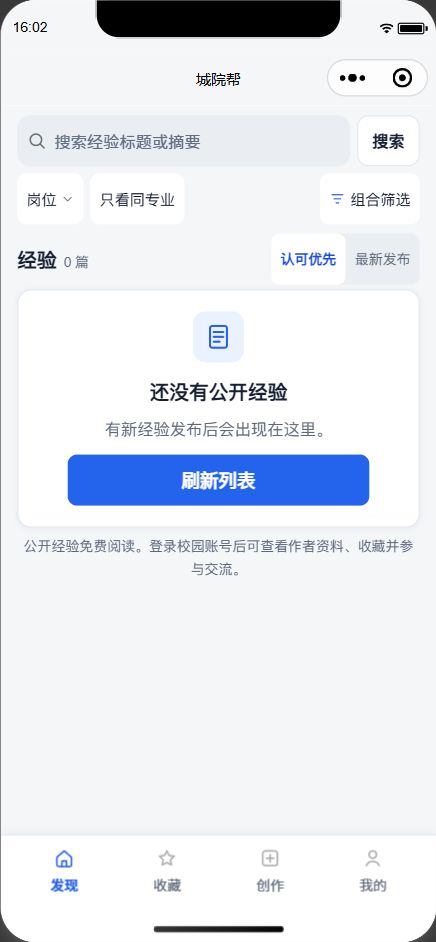 16:02
城院帮
搜索经验标题或摘要
搜索
岗位
只看同专业
组合筛选
经验 0 篇
认可优先
最新发布
还没有公开经验
有新经验发布后会出现在这里。
刷新列表
公开经验免费阅读。登录校园账号后可查看作者资料、收藏并参
与交流。
发现
收藏
创作
我的